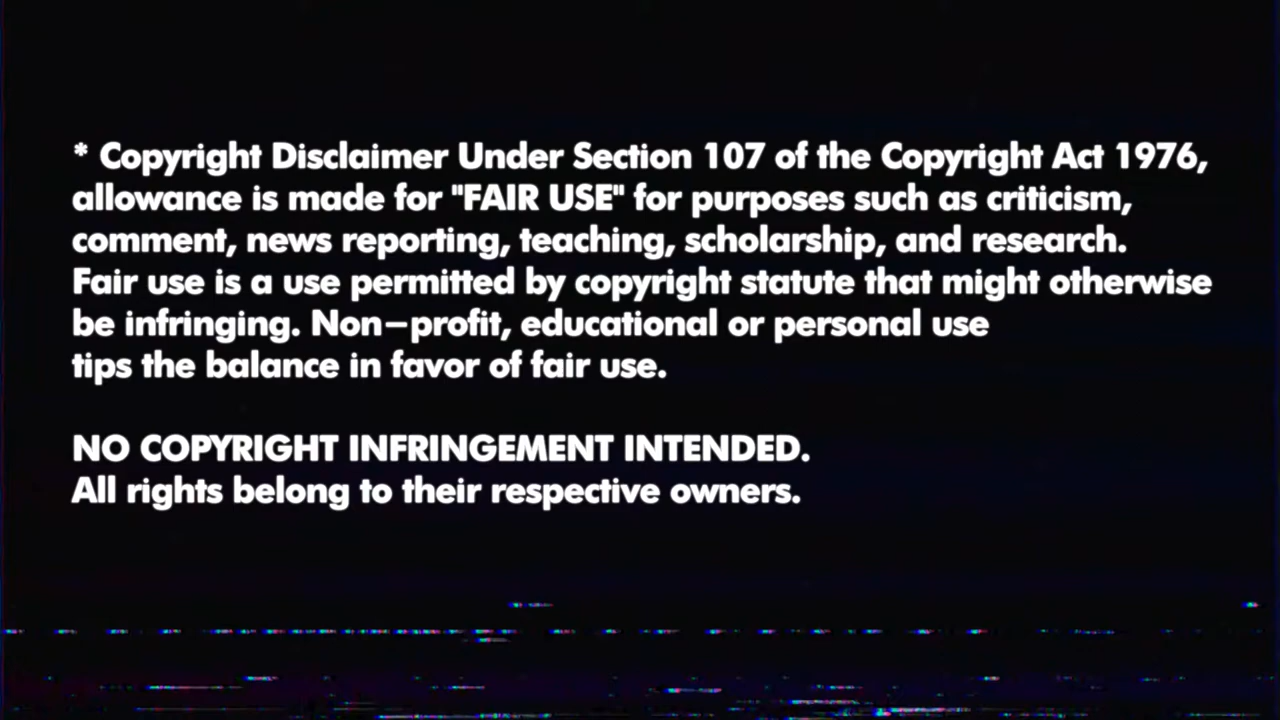 * Copyright Disclaimer Under Section 107 of the Copyright Act 1976,
allowance is made for "FAIR USE" for purposes such as criticism,
comment, news reporting, teaching, scholarship, and research.
Fair use is a use permitted by copyright statute that might otherwise
be infringing. Non–profit, educational or personal use
tips the balance in favor of fair use.

NO COPYRIGHT INFRINGEMENT INTENDED.
All rights belong to their respective owners.